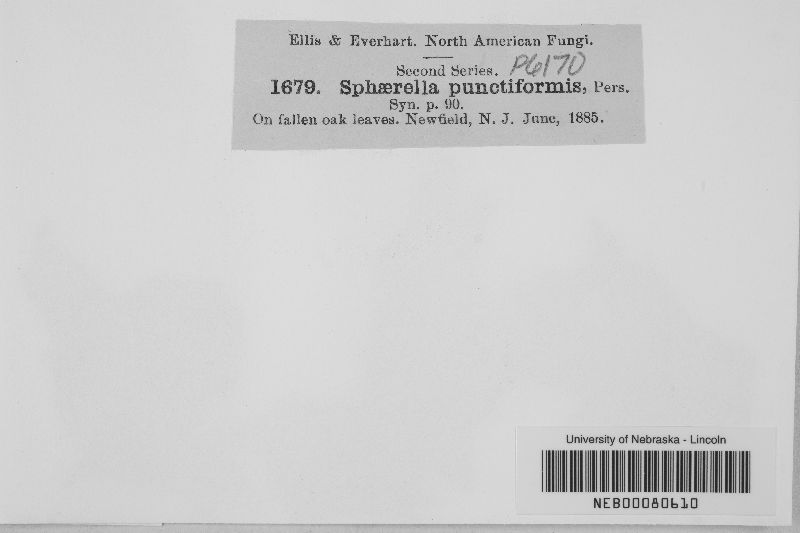 Ellis & Everhart. North American Fungi.
Second Series. P6170
1679. Sphærella punctiformis, Pers.
Syn. p. 90.
On fallen oak leaves. Newfield, N. J. June, 1885.
University of Nebraska - Lincoln
NEB00080610